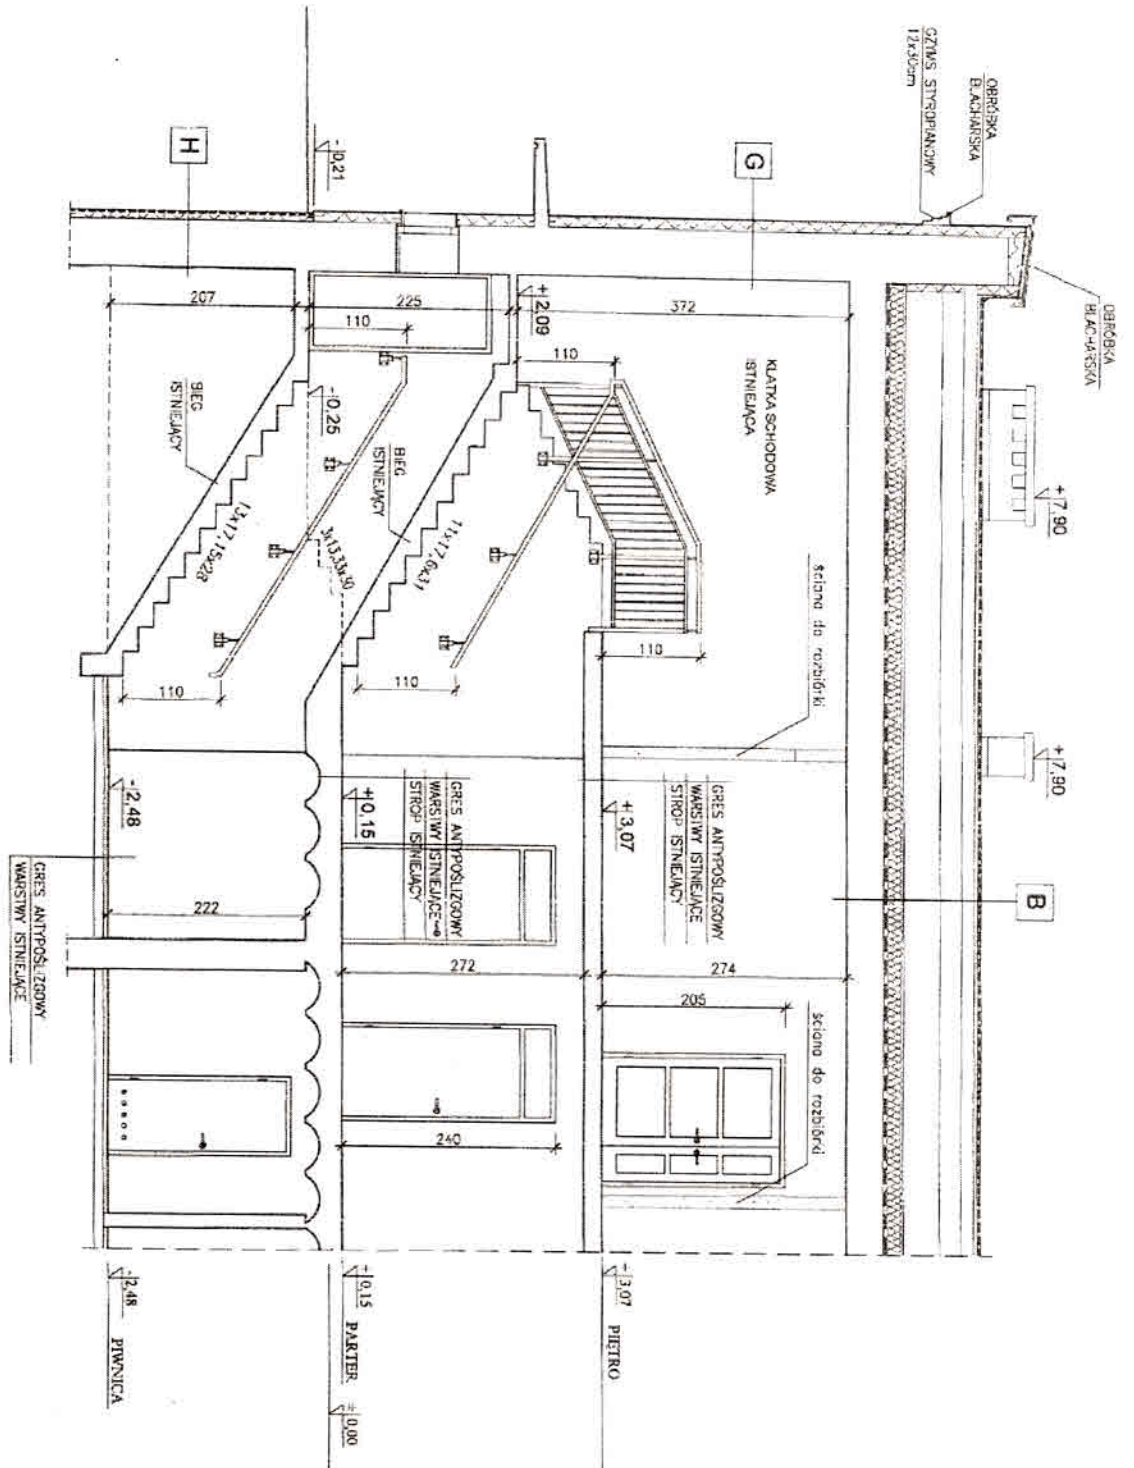 GZYMS STYROPIANOWY
12x30cm
OBRÓBKA
BLACHARSKA
OBRÓBKA
BLACHARSKA
+7,90
+7,90
G
H
B
-0,21
372
225
207
+2,09
110
110
KLATKA SCHODOWA
ISTNIEJĄCA
-0,25
BIEG
ISTNIEJĄCY
BIEG
ISTNIEJĄCY
11x17,6x31
3x13,33x30
13x17,15x28
ściana do rozbiórki
110
110
110
GRES ANTYPOŚLIZGOWY
WARSTWY ISTNIEJĄCE
STROP ISTNIEJĄCY
+3,07
GRES ANTYPOŚLIZGOWY
WARSTWY ISTNIEJĄCE
STROP ISTNIEJĄCY
+0,15
-2,48
222
272
274
205
240
ściana do rozbiórki
GRES ANTYPOŚLIZGOWY
WARSTWY ISTNIEJĄCE
+3,07
PIĘTRO
+0,15
PARTER
±0,00
-2,48
PIWNICA